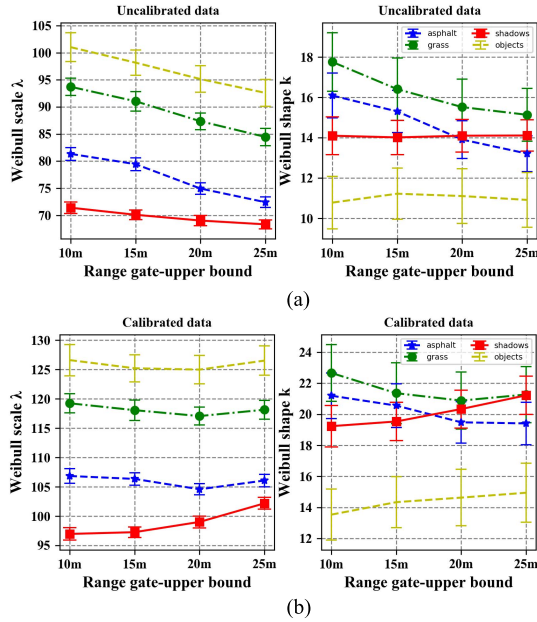 (a)
Uncalibrated data
Weibull scale λ
105
100
95
90
85
80
75
70
10m 15m 20m 25m
Range gate-upper bound
Uncalibrated data
Weibull shape k
asphalt shadows
grass objects
18
16
14
12
10
10m 15m 20m 25m
Range gate-upper bound
(a)
Calibrated data
Weibull scale λ
130
125
120
115
110
105
100
95
10m 15m 20m 25m
Range gate-upper bound
Calibrated data
Weibull shape k
asphalt shadows
grass objects
24
22
20
18
16
14
12
10m 15m 20m 25m
Range gate-upper bound
(b)